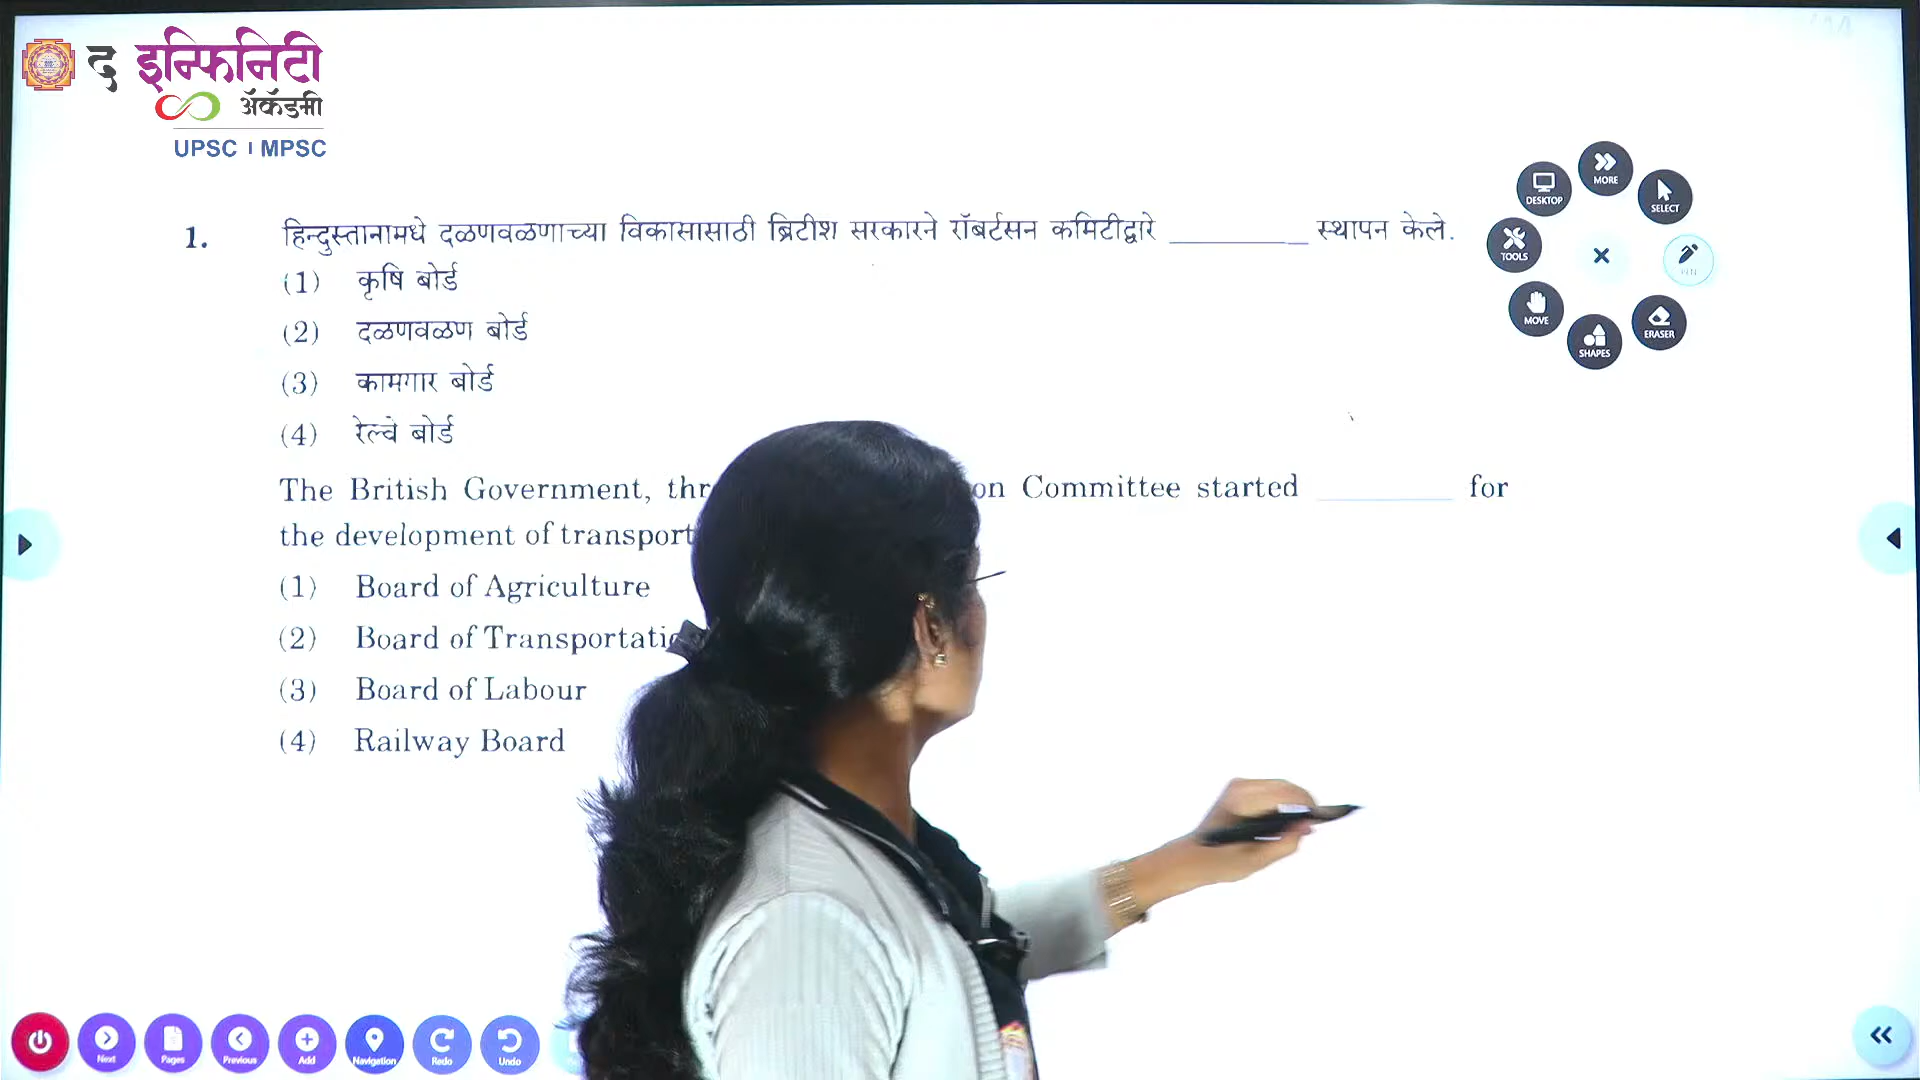 द इन्फिनिटी
अ‍ॅकॅडमी
UPSC | MPSC
1. हिन्दुस्तानामधे दळणवळणाच्या विकासासाठी ब्रिटीश सरकारने रॉबर्टसन कमिटीद्वारे ________ स्थापन केले.
(1) कृषि बोर्ड
(2) दळणवळण बोर्ड
(3) कामगार बोर्ड
(4) रेल्वे बोर्ड
The British Government, thr on Committee started ________ for
the development of transport
(1) Board of Agriculture
(2) Board of Transportati
(3) Board of Labour
(4) Railway Board
MORE
DESKTOP
SELECT
TOOLS
MOVE
ERASER
SHAPES
Next
Pages
Previous
Add
Navigation
Redo
Undo